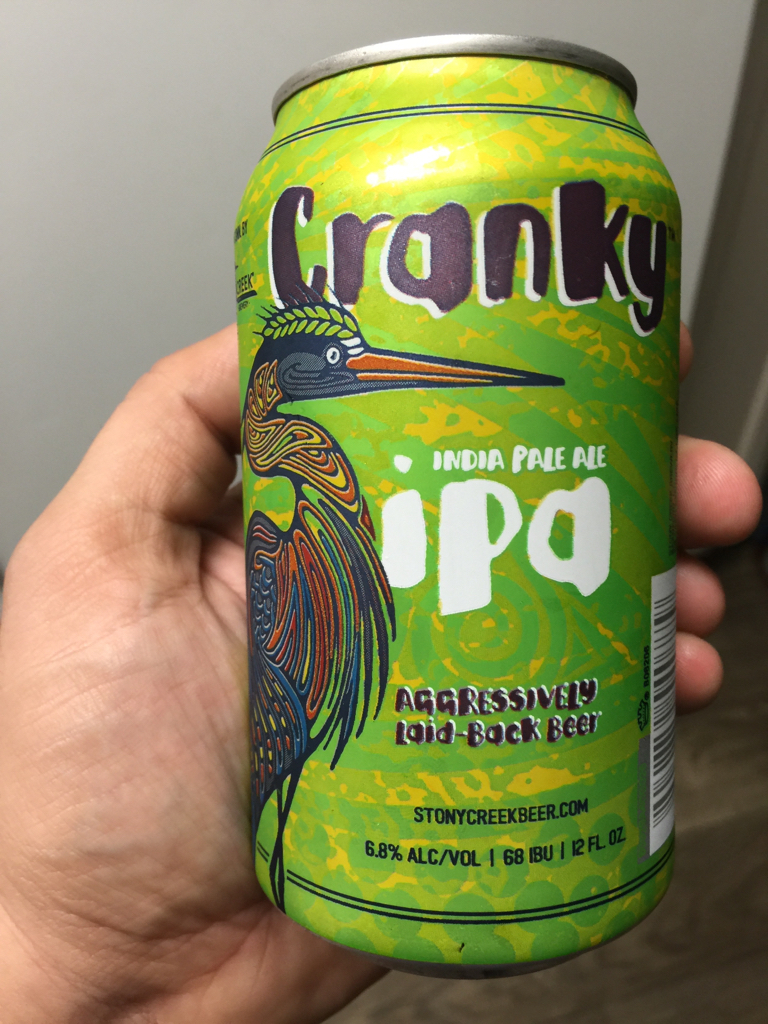 Cranky
CREEK
INDIA PALE ALE
ipa
AGGRESSIVELY
Laid-Back Beer
STONYCREEKBEER.COM
6.8% ALC/VOL | 68 IBU | 12 FL. OZ.